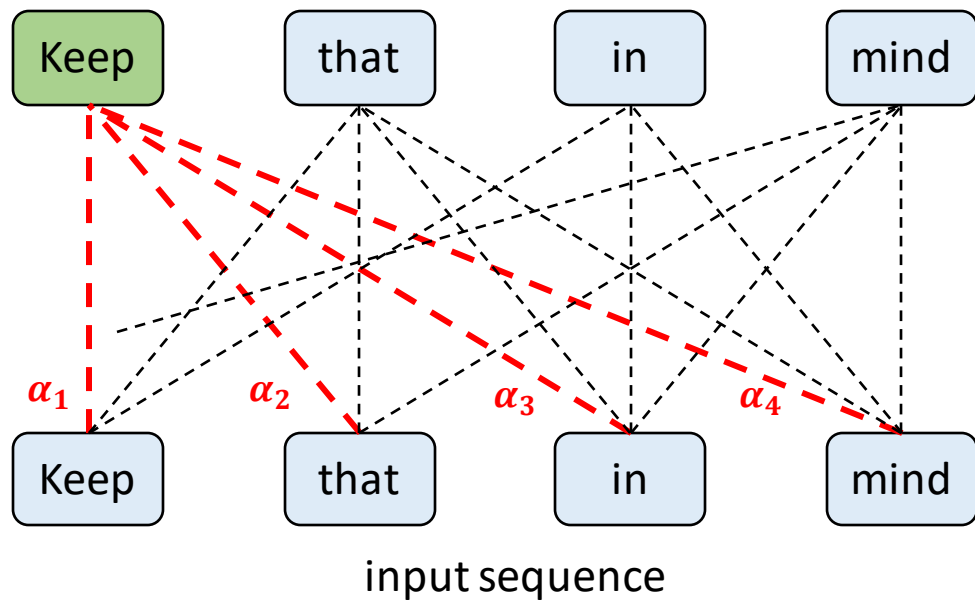 Keep that in mind
α₁ α₂ α₃ α₄
Keep that in mind
input sequence